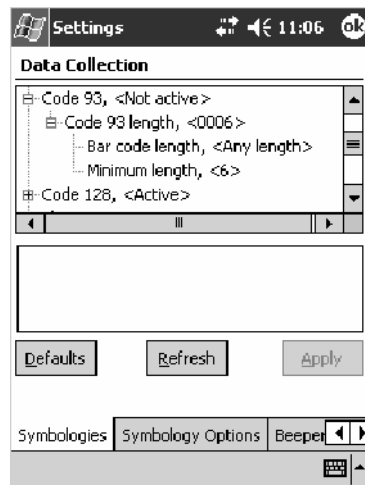 Settings 11:06 ok
Data Collection
Code 93, <Not active>
Code 93 length, <0006>
Bar code length, <Any length>
Minimum length, <6>
Code 128, <Active>
Defaults Refresh Apply
Symbologies Symbology Options Beeper